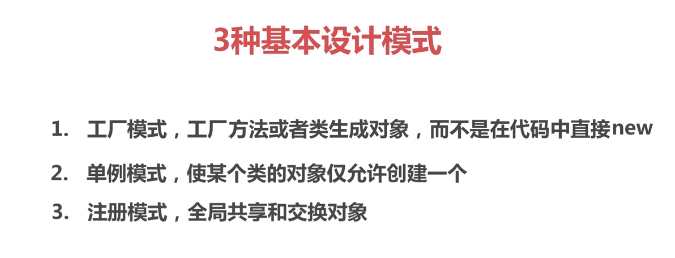 3种基本设计模式
1. 工厂模式，工厂方法或者类生成对象，而不是在代码中直接new
2. 单例模式，使某个类的对象仅允许创建一个
3. 注册模式，全局共享和交换对象